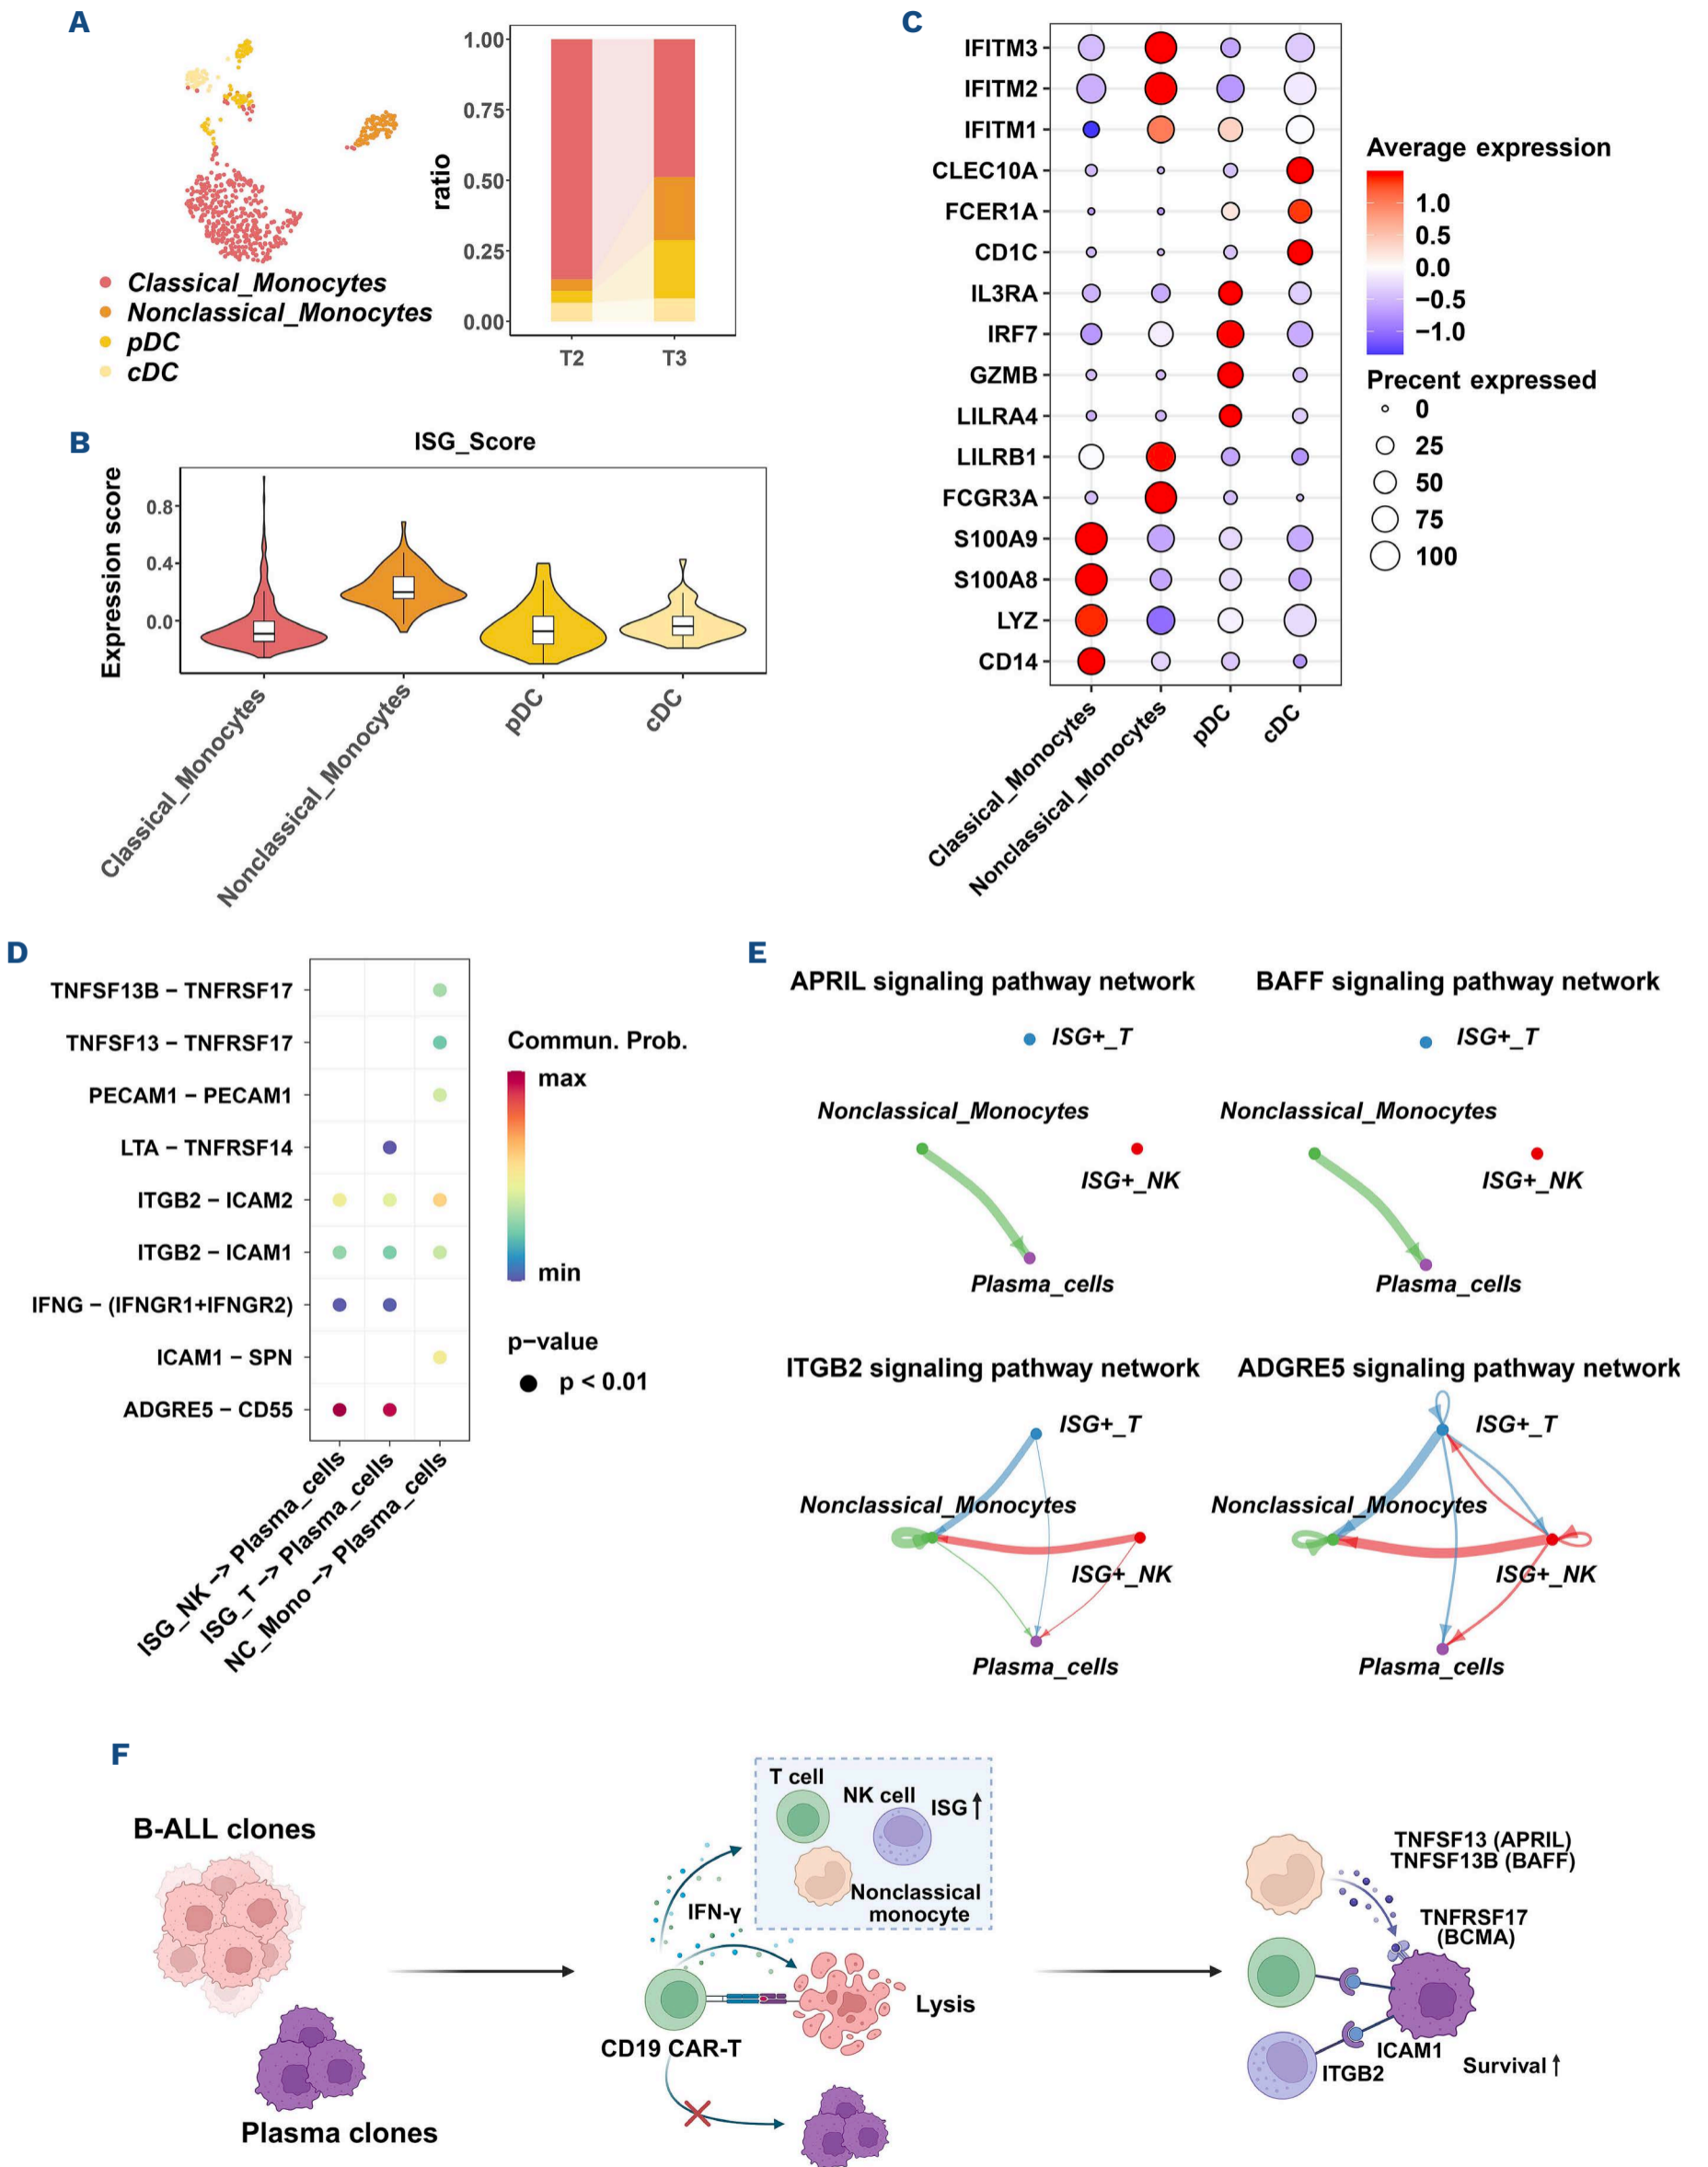 A
1.00
0.75
0.50
0.25
0.00
ratio
T2
T3
Classical_Monocytes
Nonclassical_Monocytes
pDC
cDC
B
ISG_Score
Expression score
0.8
0.4
0.0
Classical_Monocytes
Nonclassical_Monocytes
pDC
cDC
C
IFITM3
IFITM2
IFITM1
CLEC10A
FCER1A
CD1C
IL3RA
IRF7
GZMB
LILRA4
LILRB1
FCGR3A
S100A9
S100A8
LYZ
CD14
Classical_Monocytes
Nonclassical_Monocytes
pDC
cDC
Average expression
1.0
0.5
0.0
−0.5
−1.0
Precent expressed
0
25
50
75
100
D
TNFSF13B − TNFRSF17
TNFSF13 − TNFRSF17
PECAM1 − PECAM1
LTA − TNFRSF14
ITGB2 − ICAM2
ITGB2 − ICAM1
IFNG − (IFNGR1+IFNGR2)
ICAM1 − SPN
ADGRE5 − CD55
ISG_NK −> Plasma_cells
ISG_T −> Plasma_cells
NC_Mono −> Plasma_cells
Commun. Prob.
max
min
p−value
p < 0.01
E
APRIL signaling pathway network
ISG+_T
Nonclassical_Monocytes
ISG+_NK
Plasma_cells
BAFF signaling pathway network
ISG+_T
Nonclassical_Monocytes
ISG+_NK
Plasma_cells
ITGB2 signaling pathway network
ISG+_T
Nonclassical_Monocytes
ISG+_NK
Plasma_cells
ADGRE5 signaling pathway network
ISG+_T
Nonclassical_Monocytes
ISG+_NK
Plasma_cells
F
B-ALL clones
Plasma clones
T cell
NK cell
ISG↑
Nonclassical
monocyte
IFN-γ
CD19 CAR-T
Lysis
TNFSF13 (APRIL)
TNFSF13B (BAFF)
TNFRSF17
(BCMA)
ICAM1
ITGB2
Survival↑